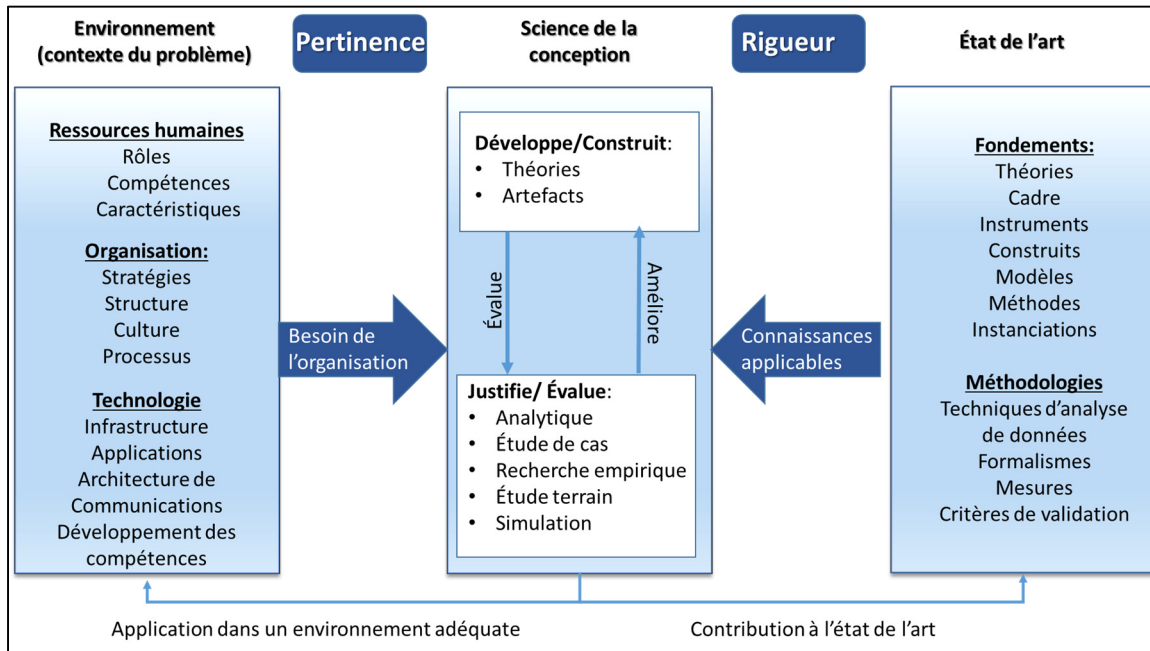 Environnement
(contexte du problème)
Pertinence
Science de la
conception
Rigueur
État de l'art
Ressources humaines
Rôles
Compétences
Caractéristiques
Organisation:
Stratégies
Structure
Culture
Processus
Technologie
Infrastructure
Applications
Architecture de
Communications
Développement des
compétences
Besoin de
l'organisation
Développe/Construit:
• Théories
• Artefacts
Évalue
Améliore
Justifie/ Évalue:
• Analytique
• Étude de cas
• Recherche empirique
• Étude terrain
• Simulation
Connaissances
applicables
Fondements:
Théories
Cadre
Instruments
Construits
Modèles
Méthodes
Instanciations
Méthodologies
Techniques d'analyse
de données
Formalismes
Mesures
Critères de validation
Application dans un environnement adéquate
Contribution à l'état de l'art